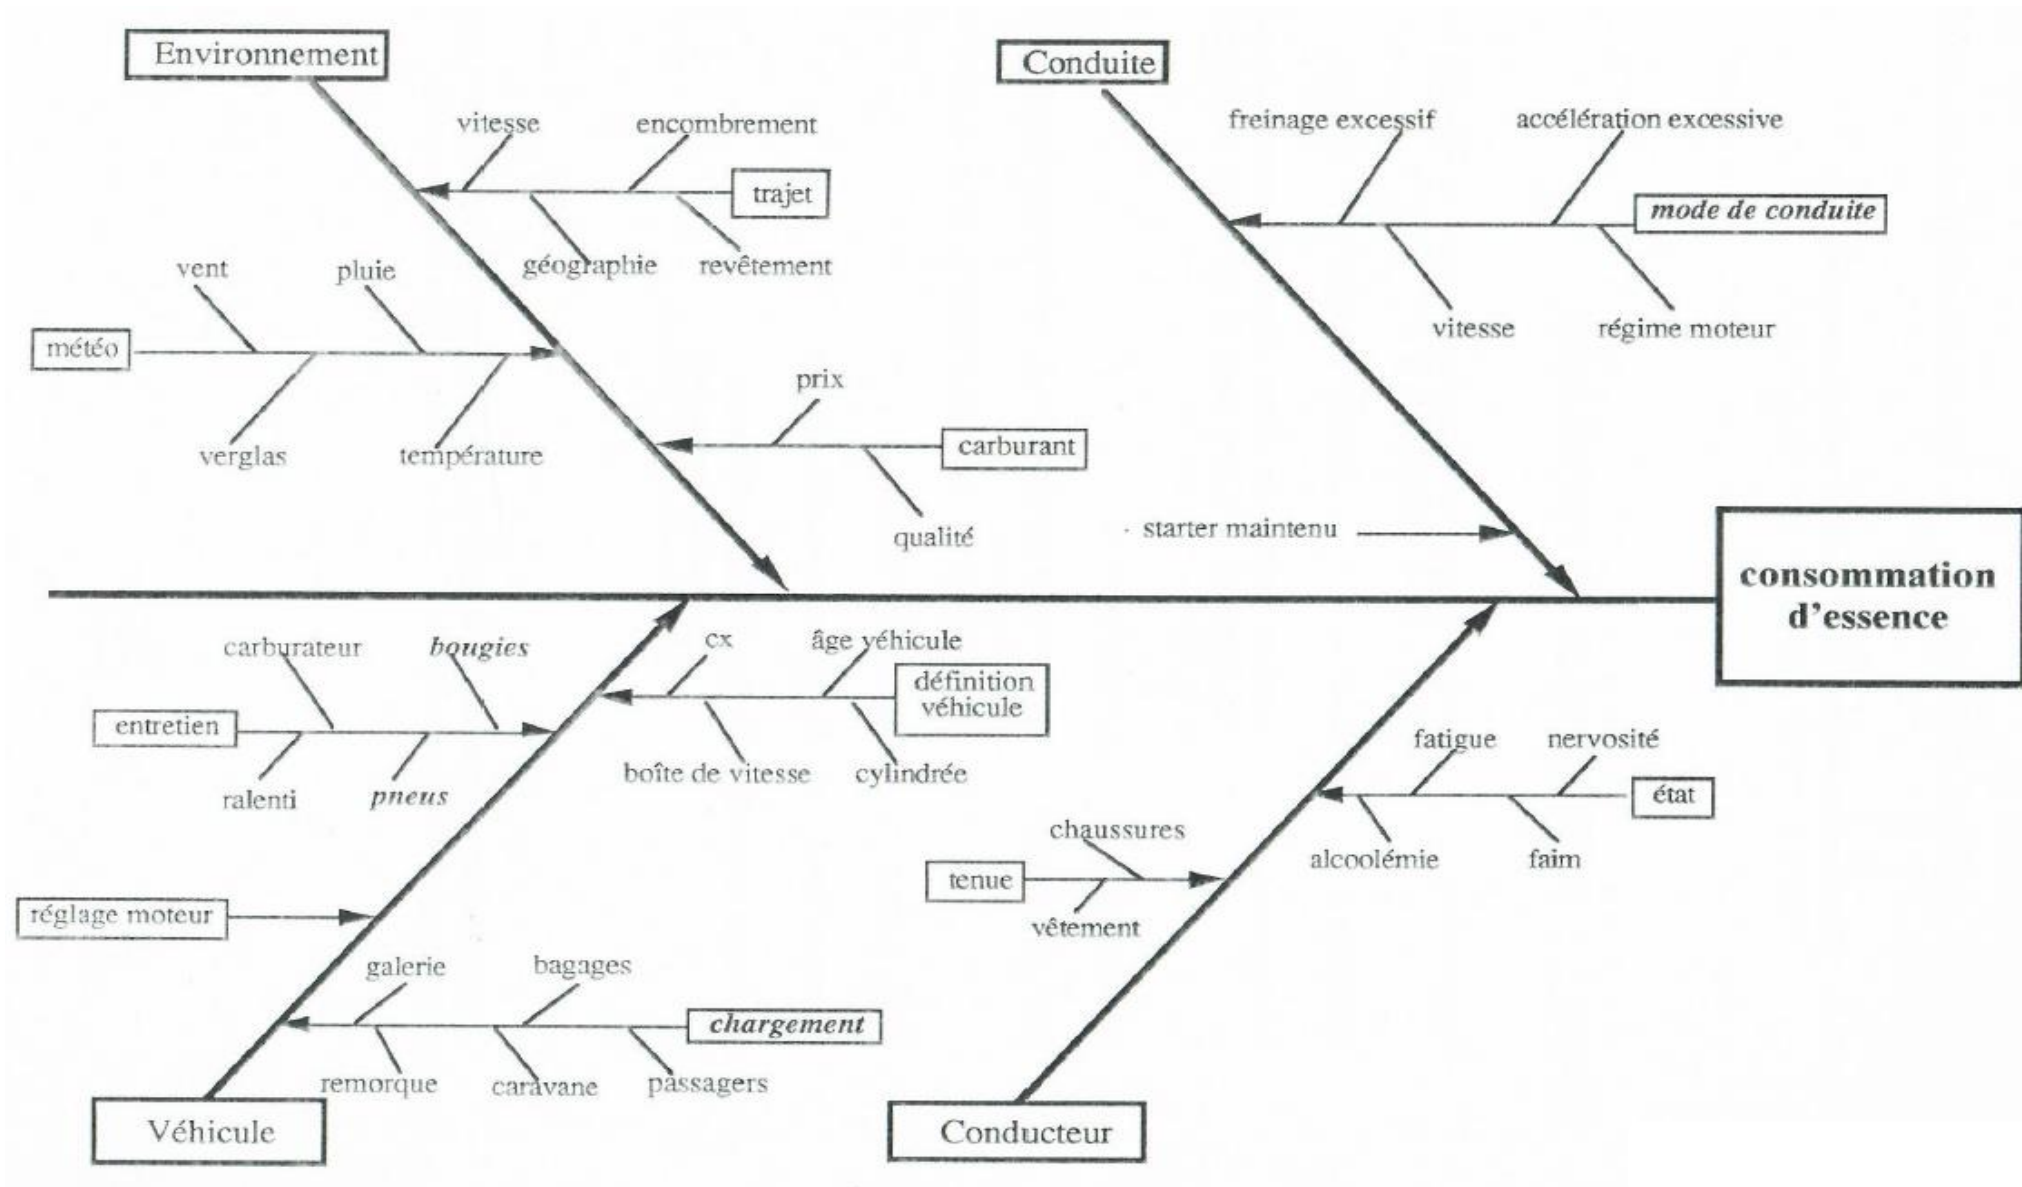 Environnement
Conduite
vitesse
encombrement
freinage excessif
accélération excessive
trajet
mode de conduite
géographie
revêtement
vent
pluie
vitesse
régime moteur
météo
prix
verglas
température
carburant
qualité
starter maintenu
consommation
d'essence
carburateur
bougies
cx
âge véhicule
définition
véhicule
entretien
ralenti
pneus
boîte de vitesse
cylindrée
fatigue
nervosité
état
chaussures
alcoolémie
faim
tenue
vêtement
réglage moteur
galerie
bagages
chargement
remorque
caravane
passagers
Véhicule
Conducteur